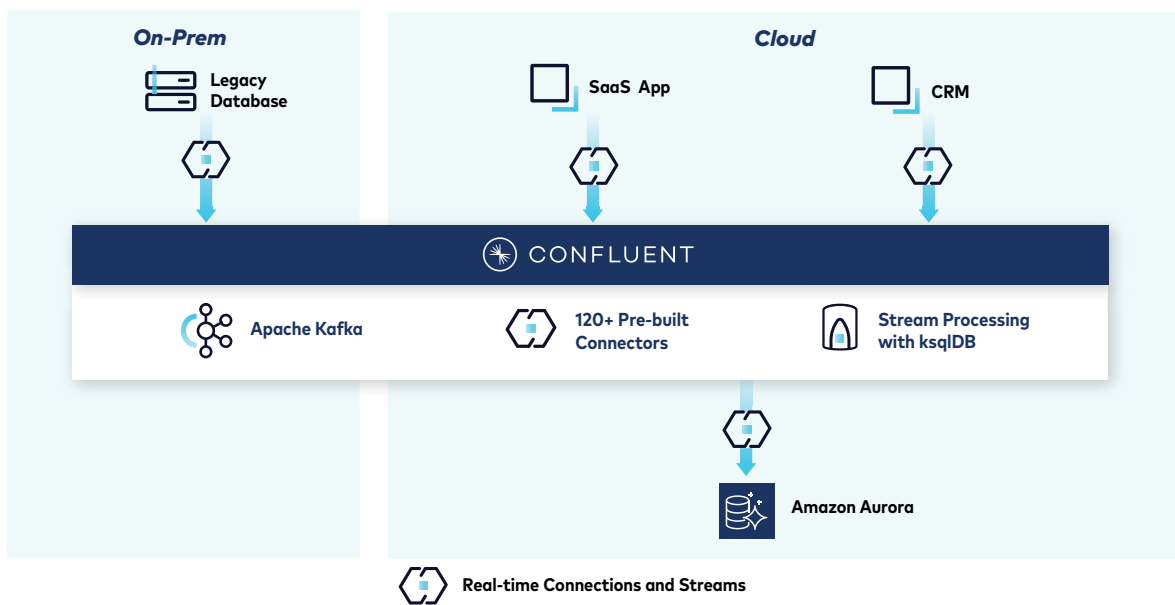 On-Prem
Cloud
Legacy
Database
SaaS App
CRM
CONFLUENT
Apache Kafka
120+ Pre-built
Connectors
Stream Processing
with ksqlDB
Amazon Aurora
Real-time Connections and Streams